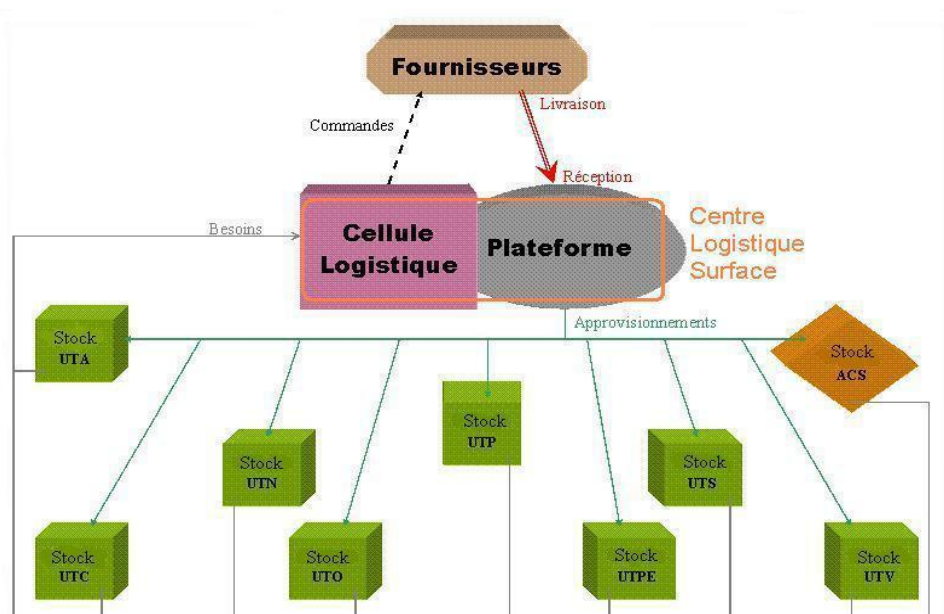 Fournisseurs
Livraison
Commandes
Réception
Besoins
Cellule
Logistique
Plateforme
Centre
Logistique
Surface
Approvisionnements
Stock
UTA
Stock
ACS
Stock
UTP
Stock
UTN
Stock
UTS
Stock
UTC
Stock
UTO
Stock
UTPE
Stock
UTV